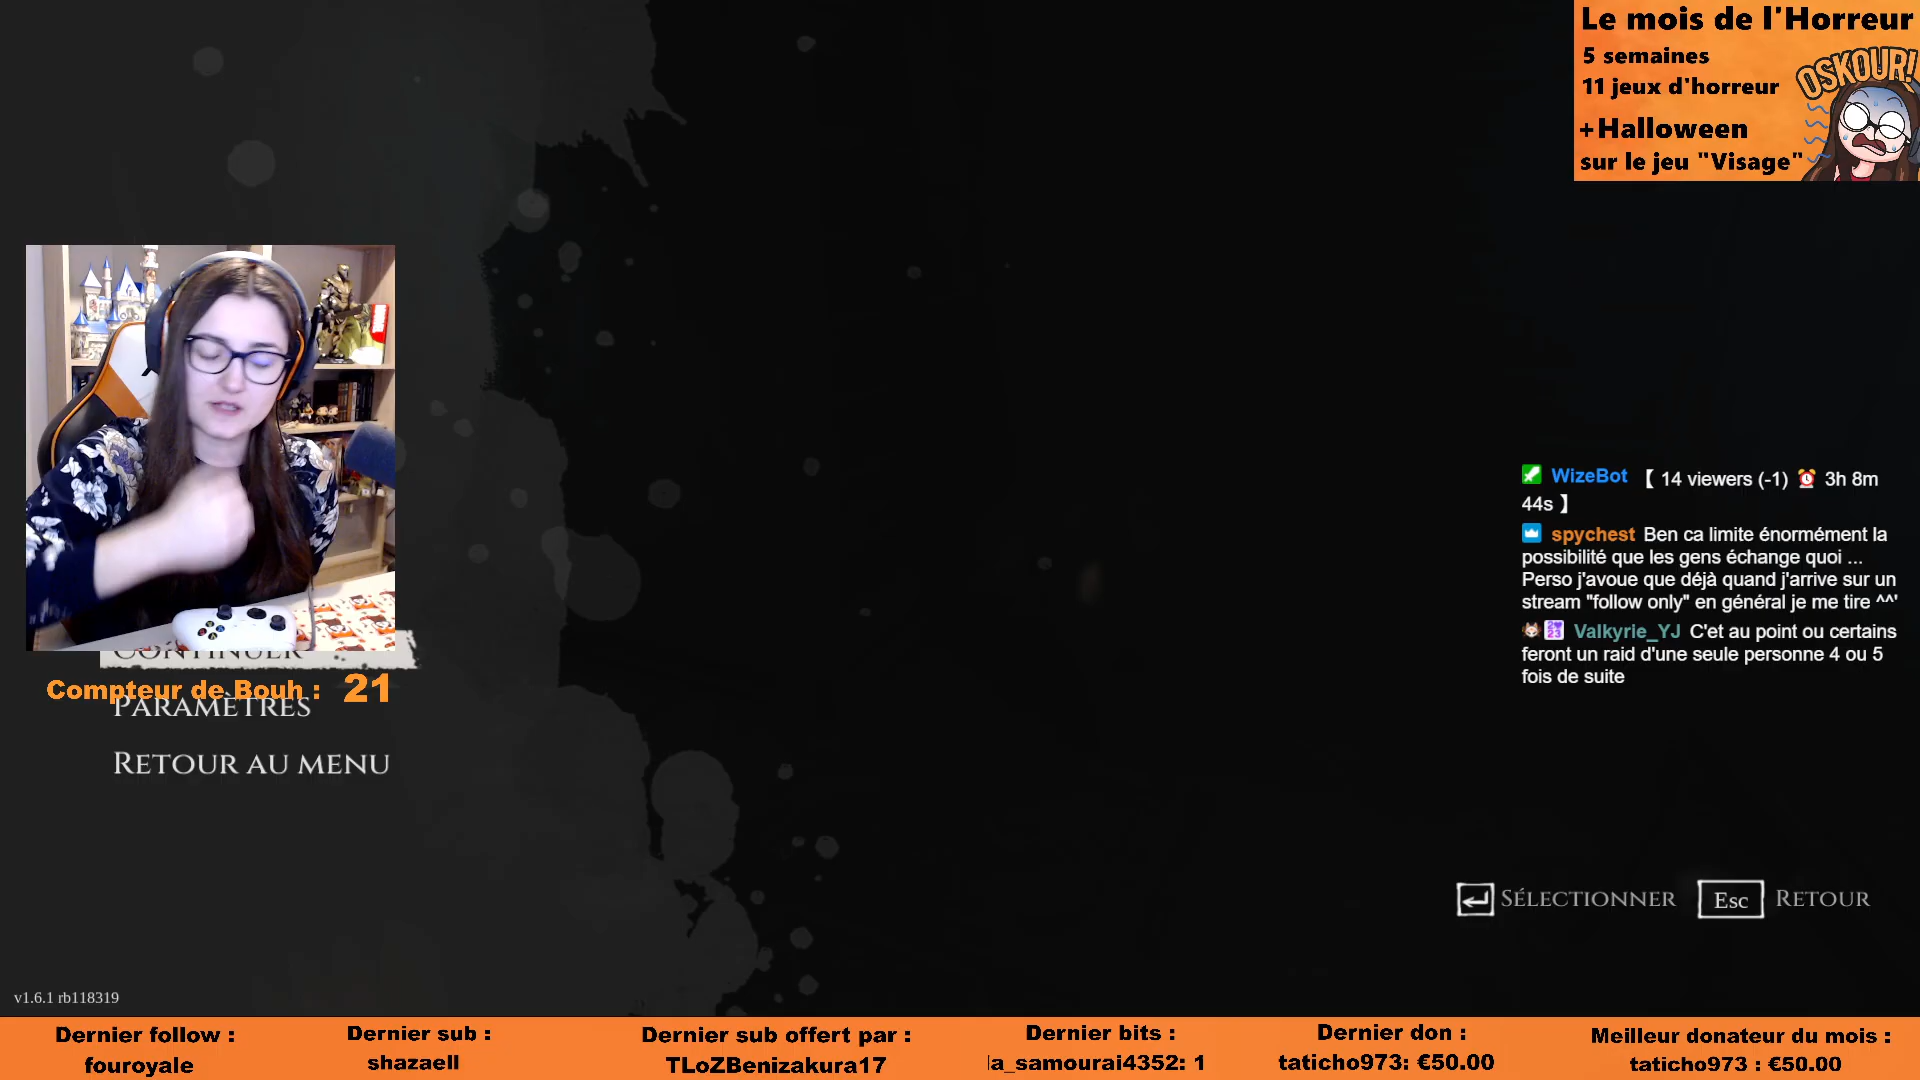 Le mois de l'Horreur
5 semaines
11 jeux d'horreur
+Halloween
sur le jeu "Visage"
OSKOUR!
WizeBot 【 14 viewers (-1) ⏰ 3h 8m
44s 】
spychest Ben ca limite énormément la
possibilité que les gens échange quoi ...
Perso j'avoue que déjà quand j'arrive sur un
stream "follow only" en général je me tire ^^'
Valkyrie_YJ C'et au point ou certains
feront un raid d'une seule personne 4 ou 5
fois de suite
Continuer
Compteur de Bouh : 21
Paramètres
Retour au menu
Sélectionner Esc Retour
v1.6.1 rb118319
Dernier follow :
fouroyale
Dernier sub :
shazaell
Dernier sub offert par :
TLoZBenizakura17
Dernier bits :
la_samourai4352: 1
Dernier don :
taticho973: €50.00
Meilleur donateur du mois :
taticho973 : €50.00